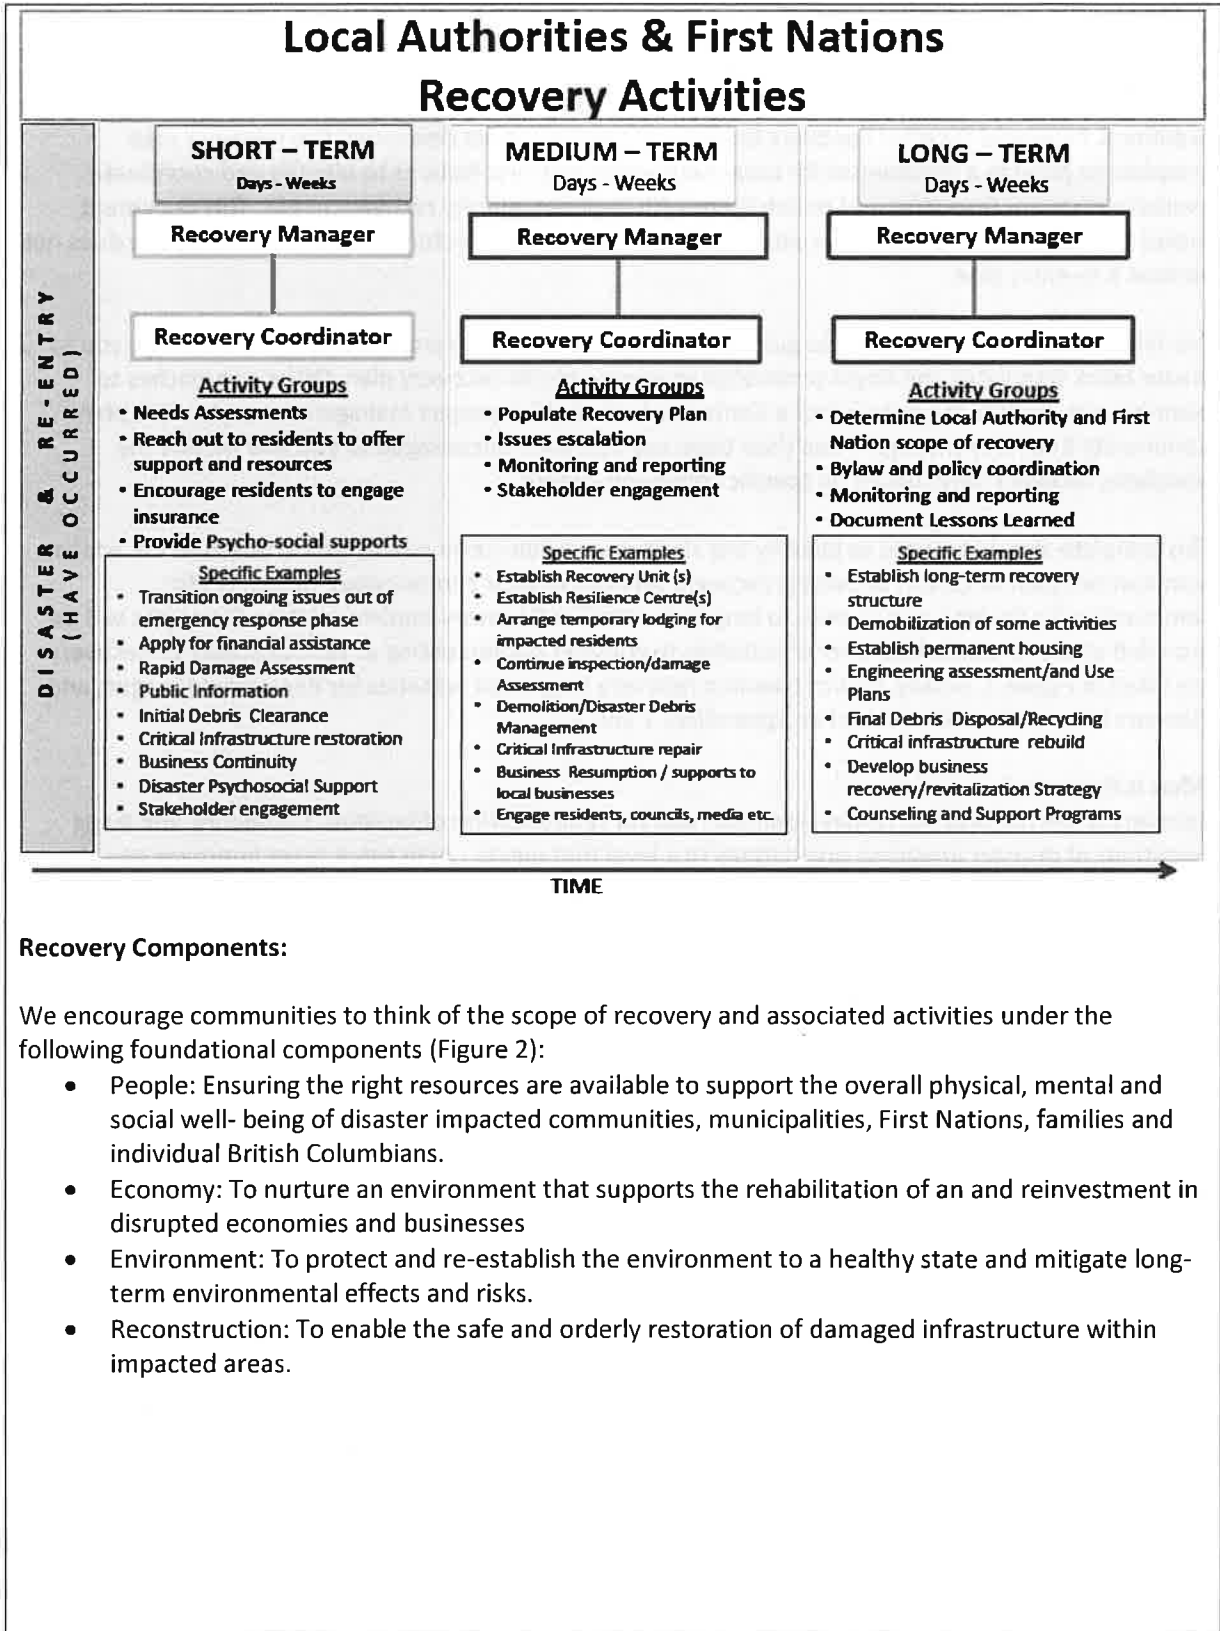 Local Authorities & First Nations
Recovery Activities
DISASTER & RE-ENTRY
(HAVE OCCURED)
SHORT – TERM
Days - Weeks
Recovery Manager
Recovery Coordinator
Activity Groups
• Needs Assessments
• Reach out to residents to offer
support and resources
• Encourage residents to engage
insurance
• Provide Psycho-social supports
Specific Examples
• Transition ongoing issues out of
emergency response phase
• Apply for financial assistance
• Rapid Damage Assessment
• Public Information
• Initial Debris Clearance
• Critical Infrastructure restoration
• Business Continuity
• Disaster Psychosocial Support
• Stakeholder engagement
MEDIUM – TERM
Days - Weeks
Recovery Manager
Recovery Coordinator
Activity Groups
• Populate Recovery Plan
• Issues escalation
• Monitoring and reporting
• Stakeholder engagement
Specific Examples
• Establish Recovery Unit (s)
• Establish Resilience Centre(s)
• Arrange temporary lodging for
impacted residents
• Continue inspection/damage
Assessment
• Demolition/Disaster Debris
Management
• Critical Infrastructure repair
• Business Resumption / supports to
local businesses
• Engage residents, councils, media etc.
LONG – TERM
Days - Weeks
Recovery Manager
Recovery Coordinator
Activity Groups
• Determine Local Authority and First
Nation scope of recovery
• Bylaw and policy coordination
• Monitoring and reporting
• Document Lessons Learned
Specific Examples
• Establish long-term recovery
structure
• Demobilization of some activities
• Establish permanent housing
• Engineering assessment/and Use
Plans
• Final Debris Disposal/Recycling
• Critical infrastructure rebuild
• Develop business
recovery/revitalization Strategy
• Counseling and Support Programs
TIME
Recovery Components:
We encourage communities to think of the scope of recovery and associated activities under the
following foundational components (Figure 2):
• People: Ensuring the right resources are available to support the overall physical, mental and
social well- being of disaster impacted communities, municipalities, First Nations, families and
individual British Columbians.
• Economy: To nurture an environment that supports the rehabilitation of an and reinvestment in
disrupted economies and businesses
• Environment: To protect and re-establish the environment to a healthy state and mitigate long-
term environmental effects and risks.
• Reconstruction: To enable the safe and orderly restoration of damaged infrastructure within
impacted areas.